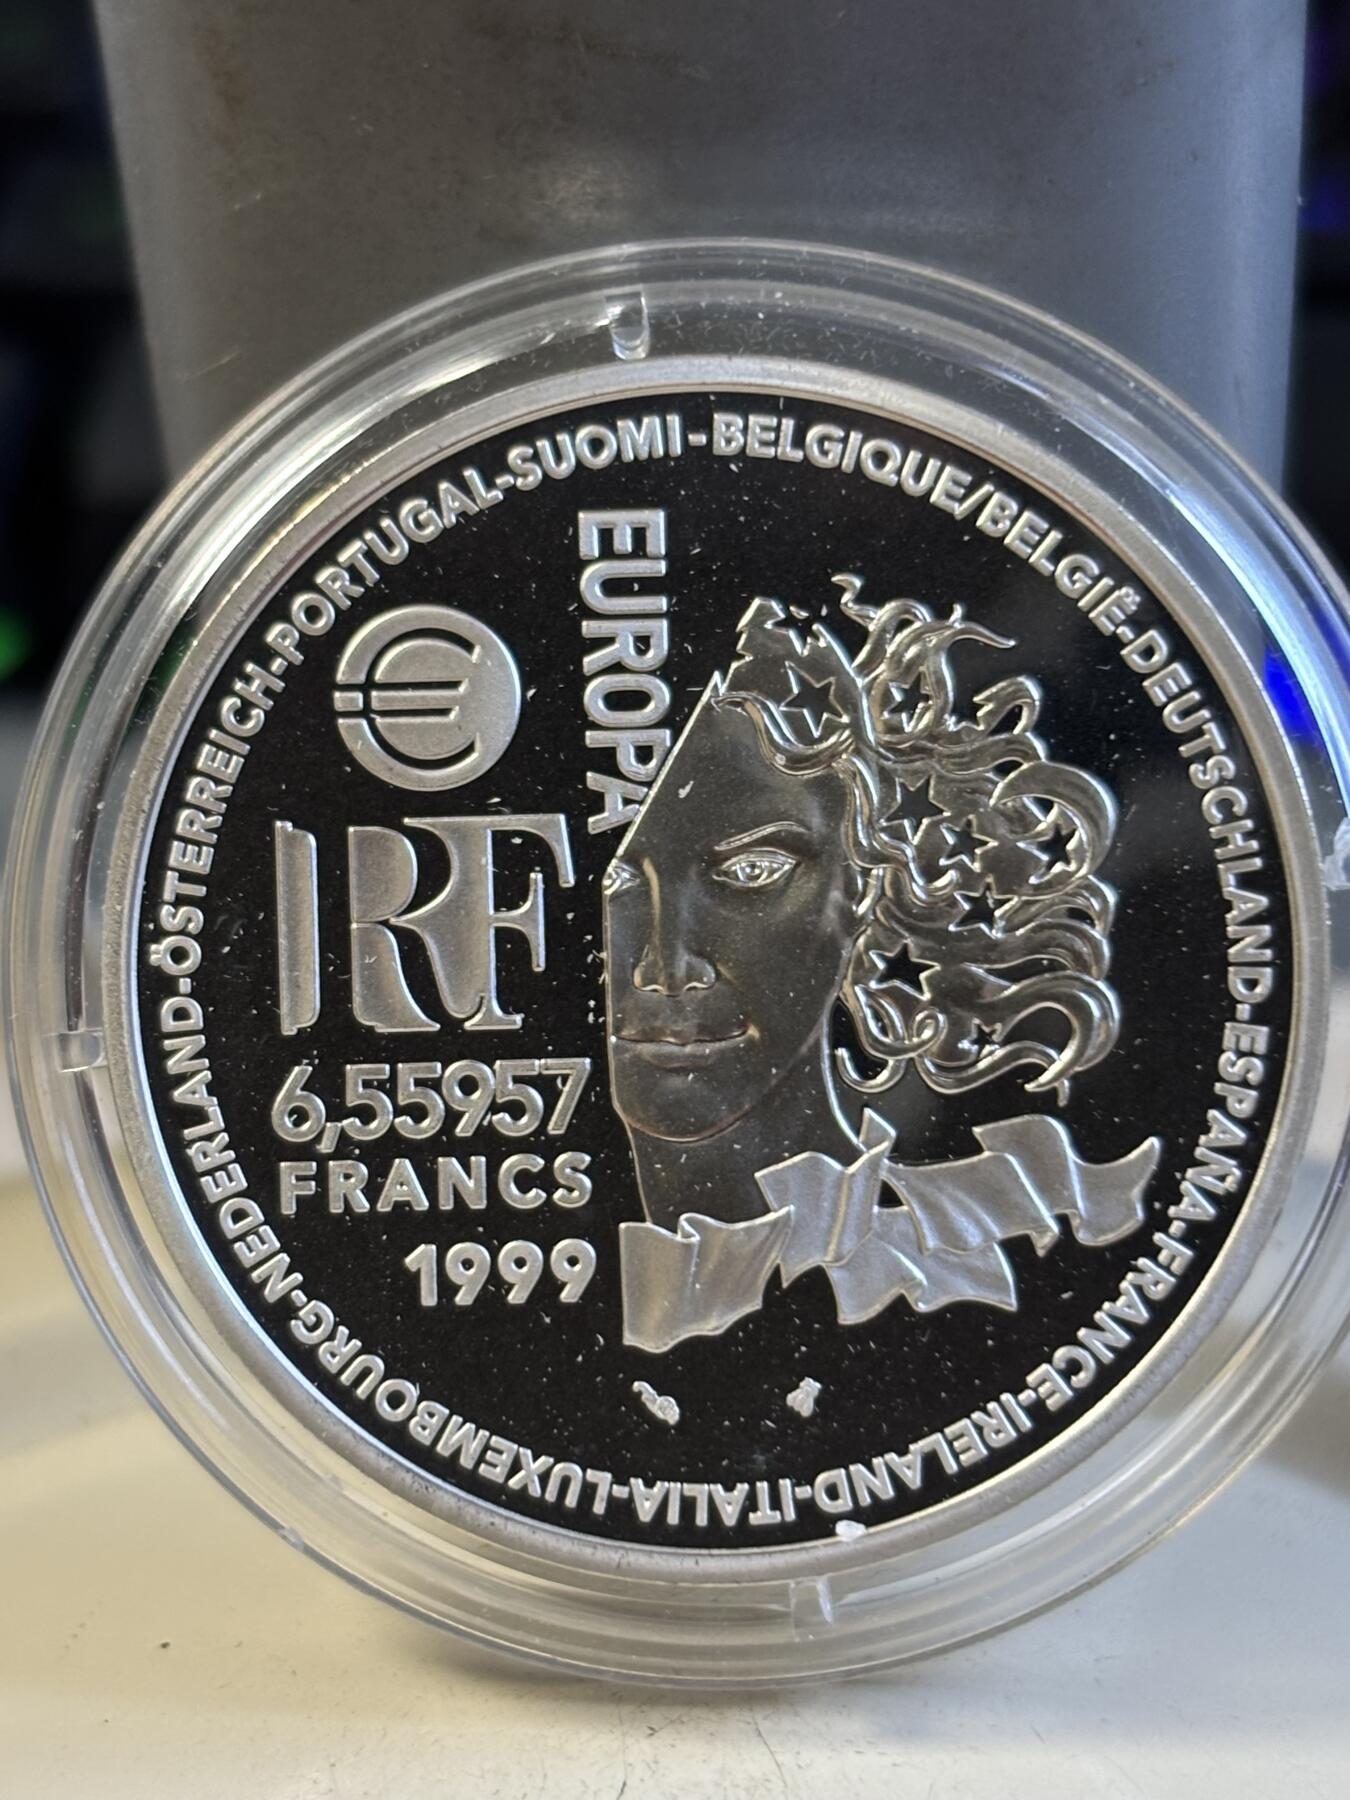 BELGIQUE/BELGIË-DEUTSCHLAND-ESPAÑA-FRANCE-IRELAND-ITALIA-LUXEMBOURG-NEDERLAND-ÖSTERREICH-PORTUGAL-SUOMI-
EUROPA
RF
6,55957
FRANCS
1999